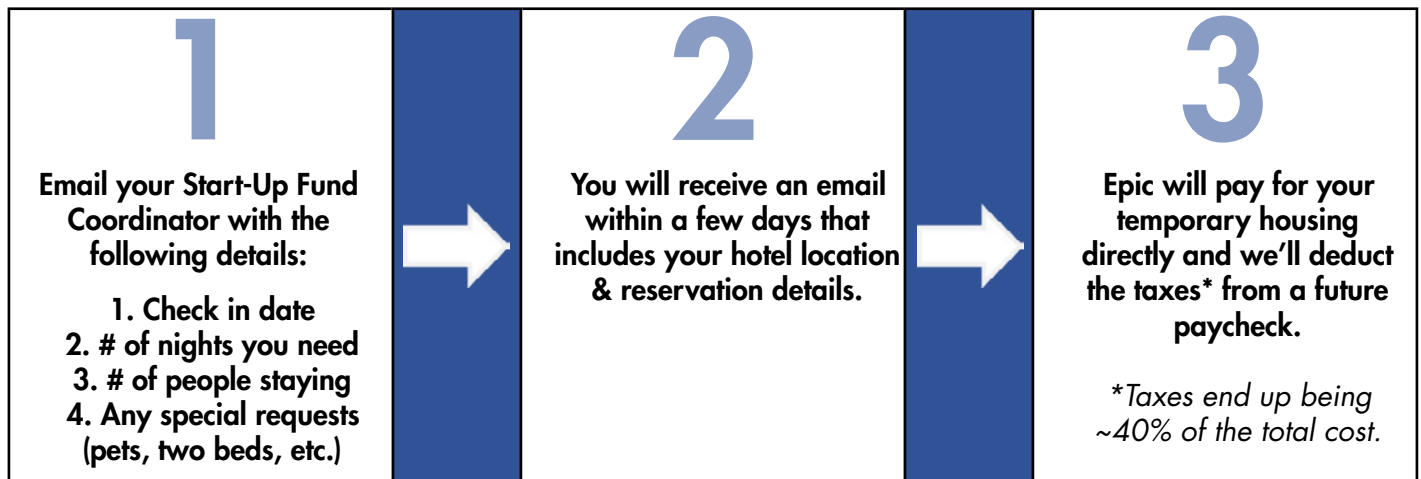 1
Email your Start-Up Fund
Coordinator with the
following details:
1. Check in date
2. # of nights you need
3. # of people staying
4. Any special requests
(pets, two beds, etc.)
2
You will receive an email
within a few days that
includes your hotel location
& reservation details.
3
Epic will pay for your
temporary housing
directly and we’ll deduct
the taxes* from a future
paycheck.
*Taxes end up being
~40% of the total cost.